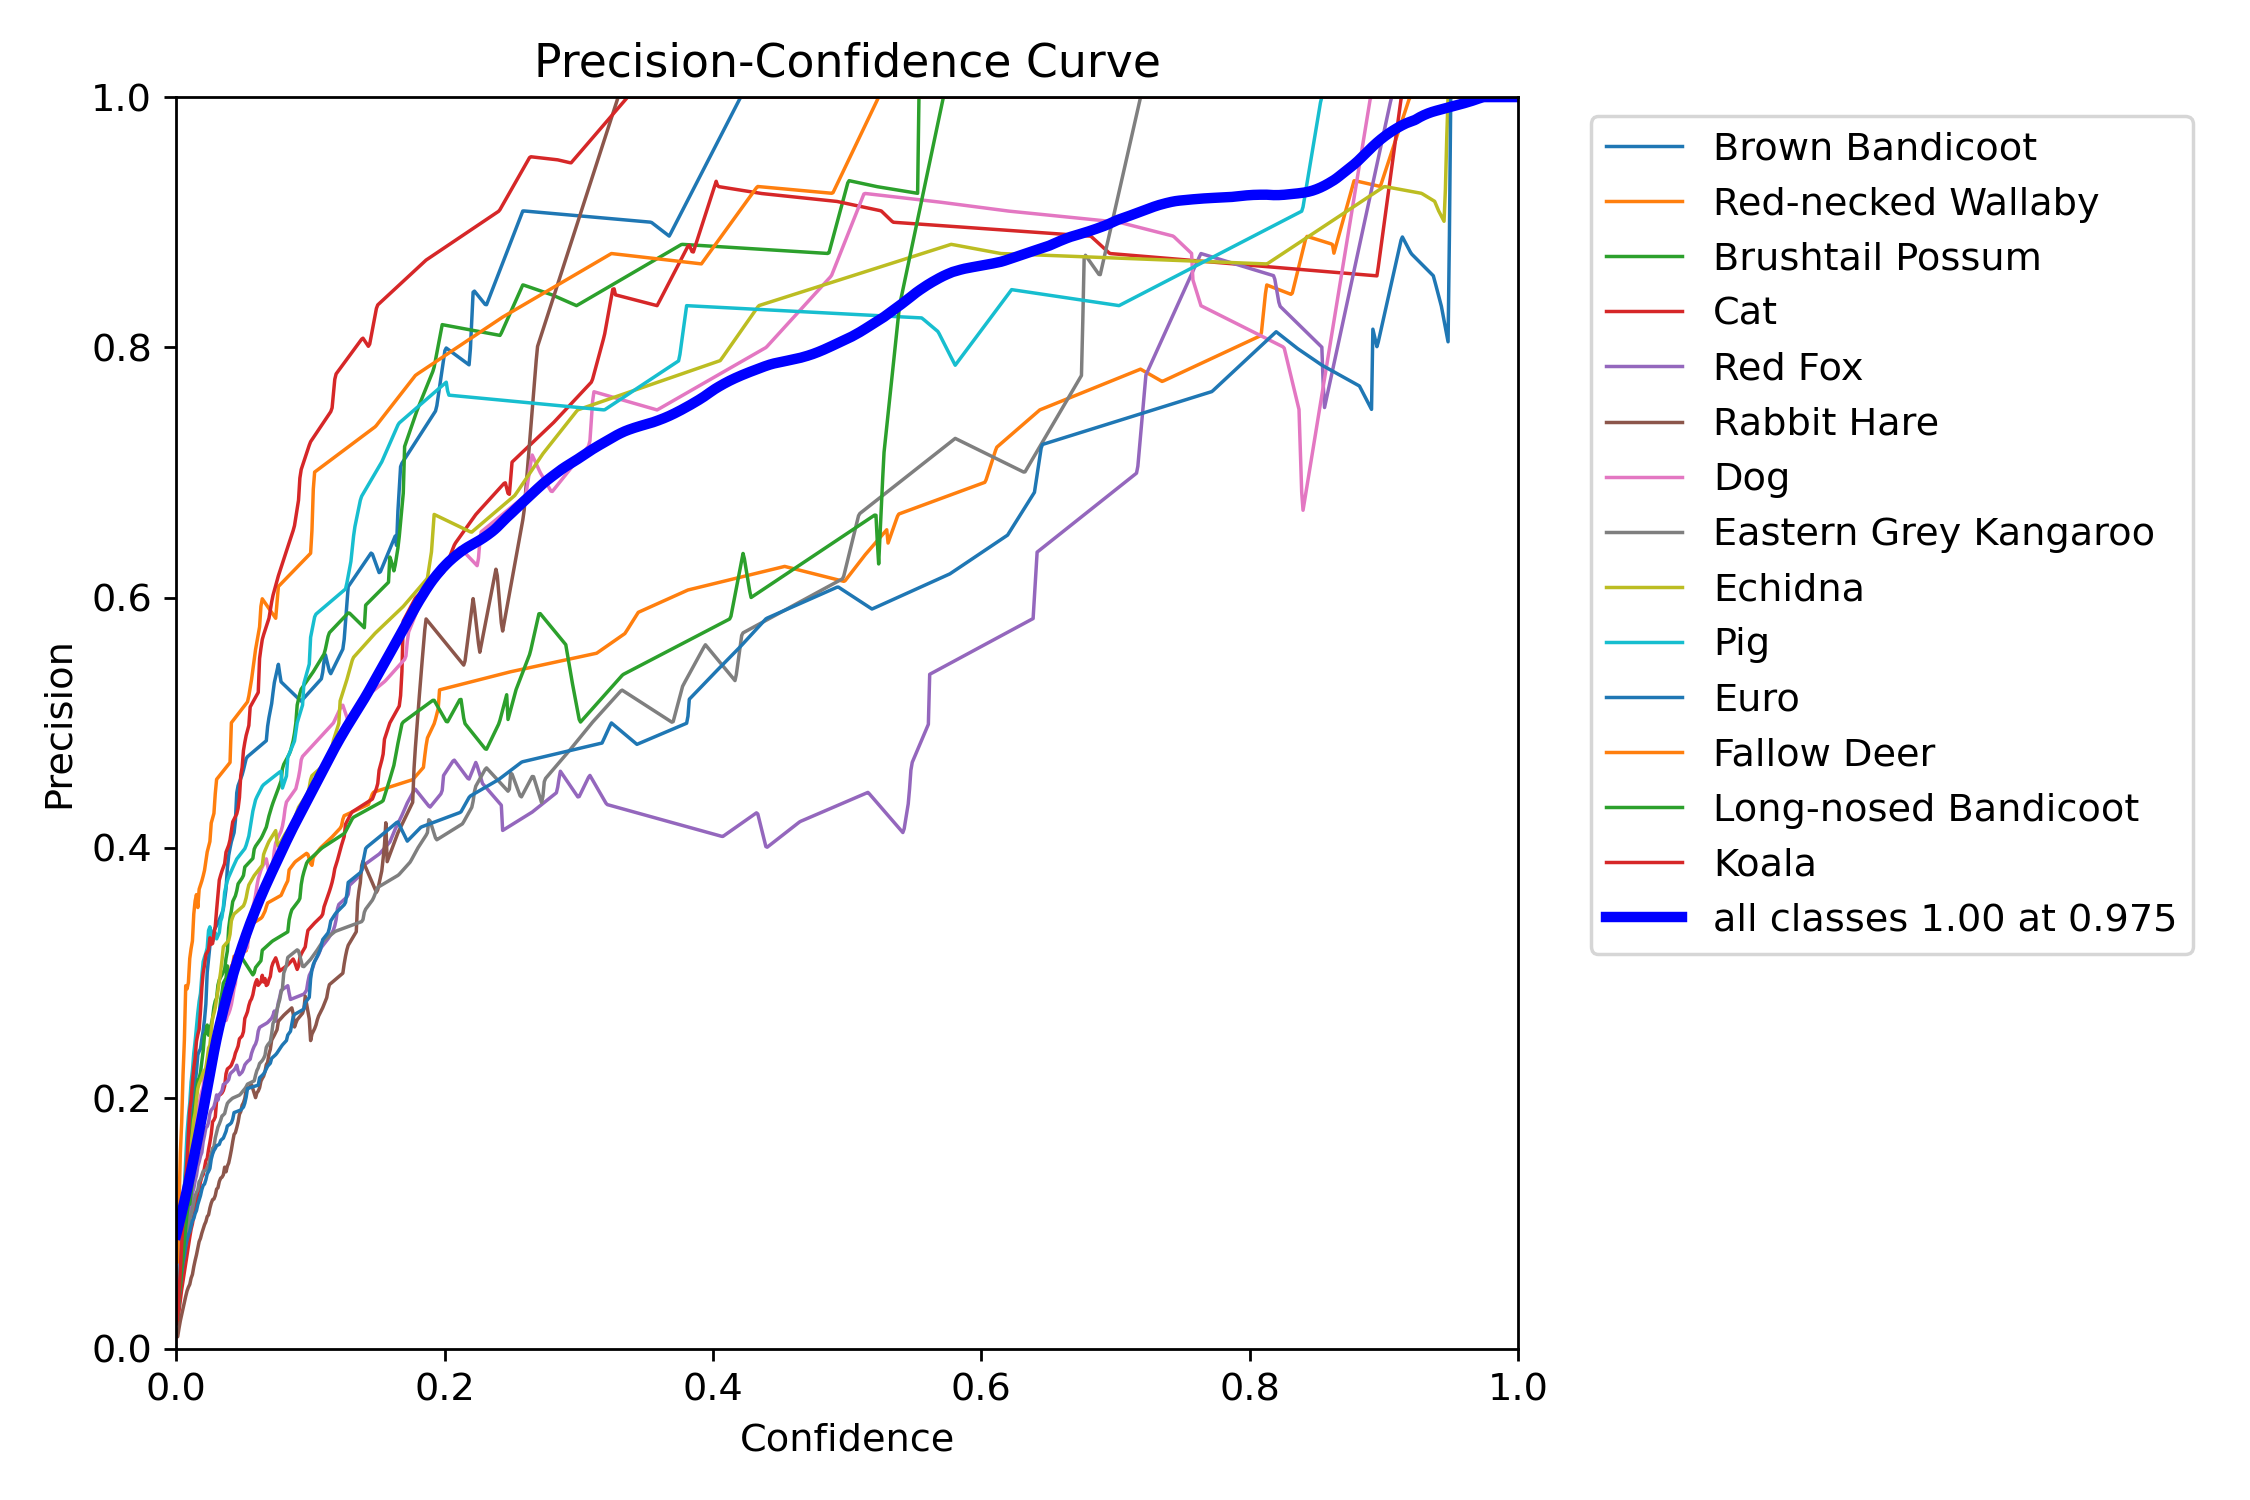 Precision-Confidence Curve
1.0
0.8
0.6
0.4
0.2
0.0
Precision
0.0 0.2 0.4 0.6 0.8 1.0
Confidence
Brown Bandicoot
Red-necked Wallaby
Brushtail Possum
Cat
Red Fox
Rabbit Hare
Dog
Eastern Grey Kangaroo
Echidna
Pig
Euro
Fallow Deer
Long-nosed Bandicoot
Koala
all classes 1.00 at 0.975